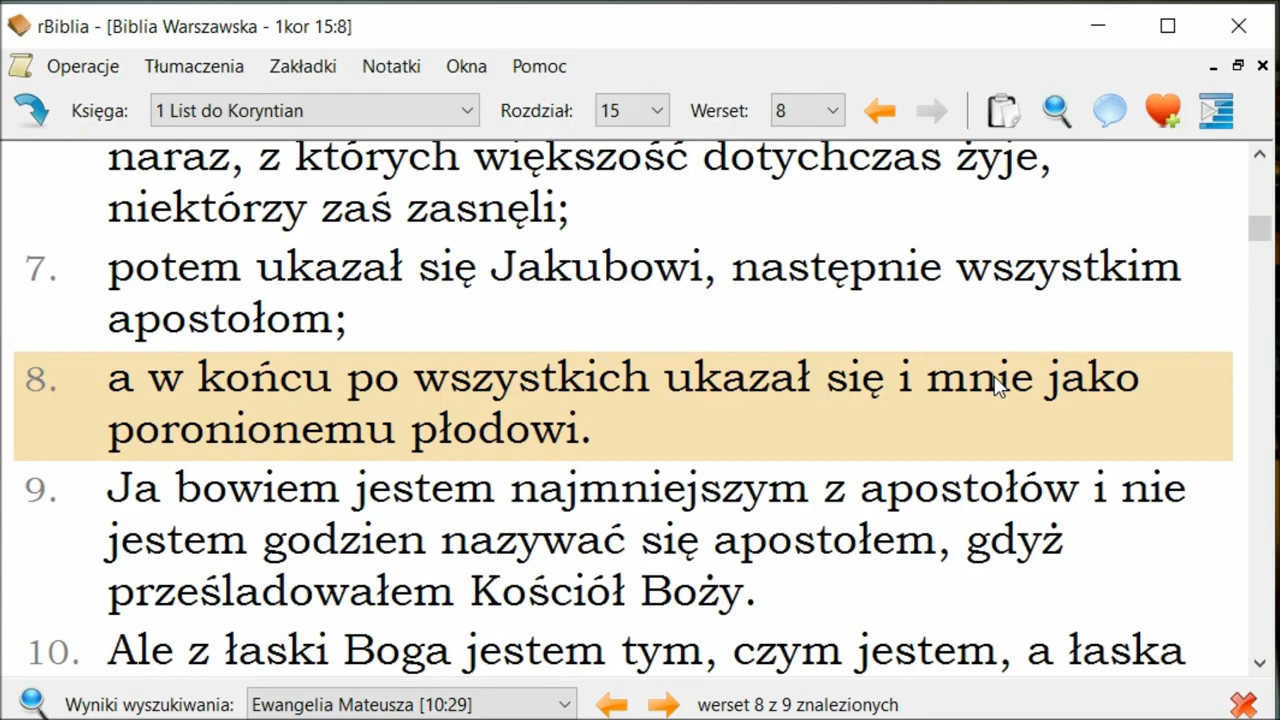 rBiblia - [Biblia Warszawska - 1kor 15:8]
Operacje Tłumaczenia Zakładki Notatki Okna Pomoc
Księga: 1 List do Koryntian Rozdział: 15 Werset: 8
naraz, z których większość dotychczas żyje,
niektórzy zaś zasnęli;
7. potem ukazał się Jakubowi, następnie wszystkim
apostołom;
8. a w końcu po wszystkich ukazał się i mnie jako
poronionemu płodowi.
9. Ja bowiem jestem najmniejszym z apostołów i nie
jestem godzien nazywać się apostołem, gdyż
prześladowałem Kościół Boży.
10. Ale z łaski Boga jestem tym, czym jestem, a łaska
Wyniki wyszukiwania: Ewangelia Mateusza [10:29] werset 8 z 9 znalezionych